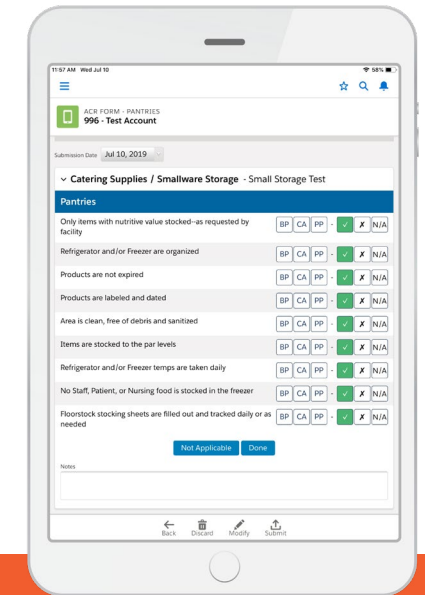 11:57 AM Wed Jul 10 58%
ACR FORM - PANTRIES
996 - Test Account
Submission Date Jul 10, 2019
Catering Supplies / Smallware Storage - Small Storage Test
Pantries
Only items with nutritive value stocked--as requested by
facility
BP CA PP - ✓ ✗ N/A
Refrigerator and/or Freezer are organized BP CA PP - ✓ ✗ N/A
Products are not expired BP CA PP - ✓ ✗ N/A
Products are labeled and dated BP CA PP - ✓ ✗ N/A
Area is clean, free of debris and sanitized BP CA PP - ✓ ✗ N/A
Items are stocked to the par levels BP CA PP - ✓ ✗ N/A
Refrigerator and/or Freezer temps are taken daily BP CA PP - ✓ ✗ N/A
No Staff, Patient, or Nursing food is stocked in the freezer BP CA PP - ✓ ✗ N/A
Floorstock stocking sheets are filled out and tracked daily or as
needed
BP CA PP - ✓ ✗ N/A
Not Applicable Done
Notes
Back Discard Modify Submit